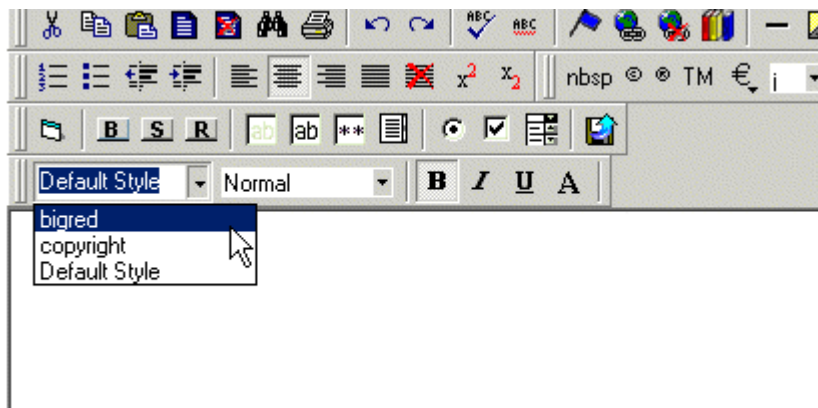 ABC ABC
nbsp © ® TM €, i
B S R ab ab **
Default Style Normal B I U A
bigred
copyright
Default Style